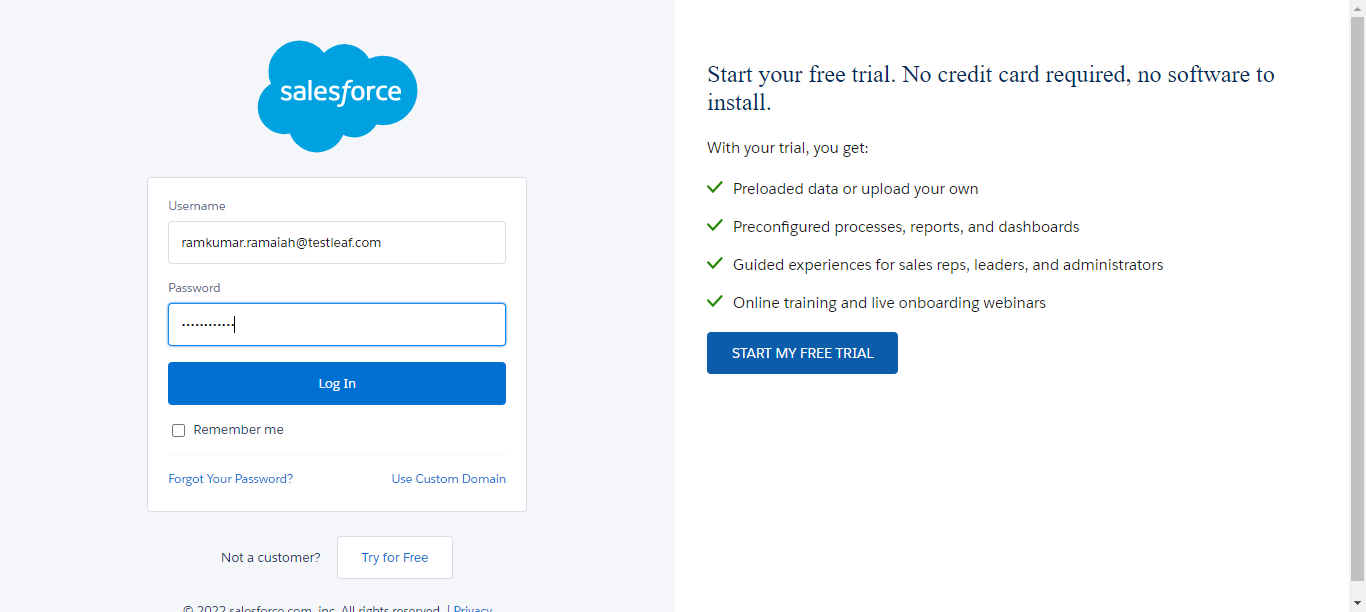 salesforce
Username
ramkumar.ramaiah@testleaf.com
Password
············
Log In
Remember me
Forgot Your Password?
Use Custom Domain
Not a customer?
Try for Free
© 2022 salesforce.com, inc. All rights reserved. | Privacy
Start your free trial. No credit card required, no software to
install.
With your trial, you get:
Preloaded data or upload your own
Preconfigured processes, reports, and dashboards
Guided experiences for sales reps, leaders, and administrators
Online training and live onboarding webinars
START MY FREE TRIAL